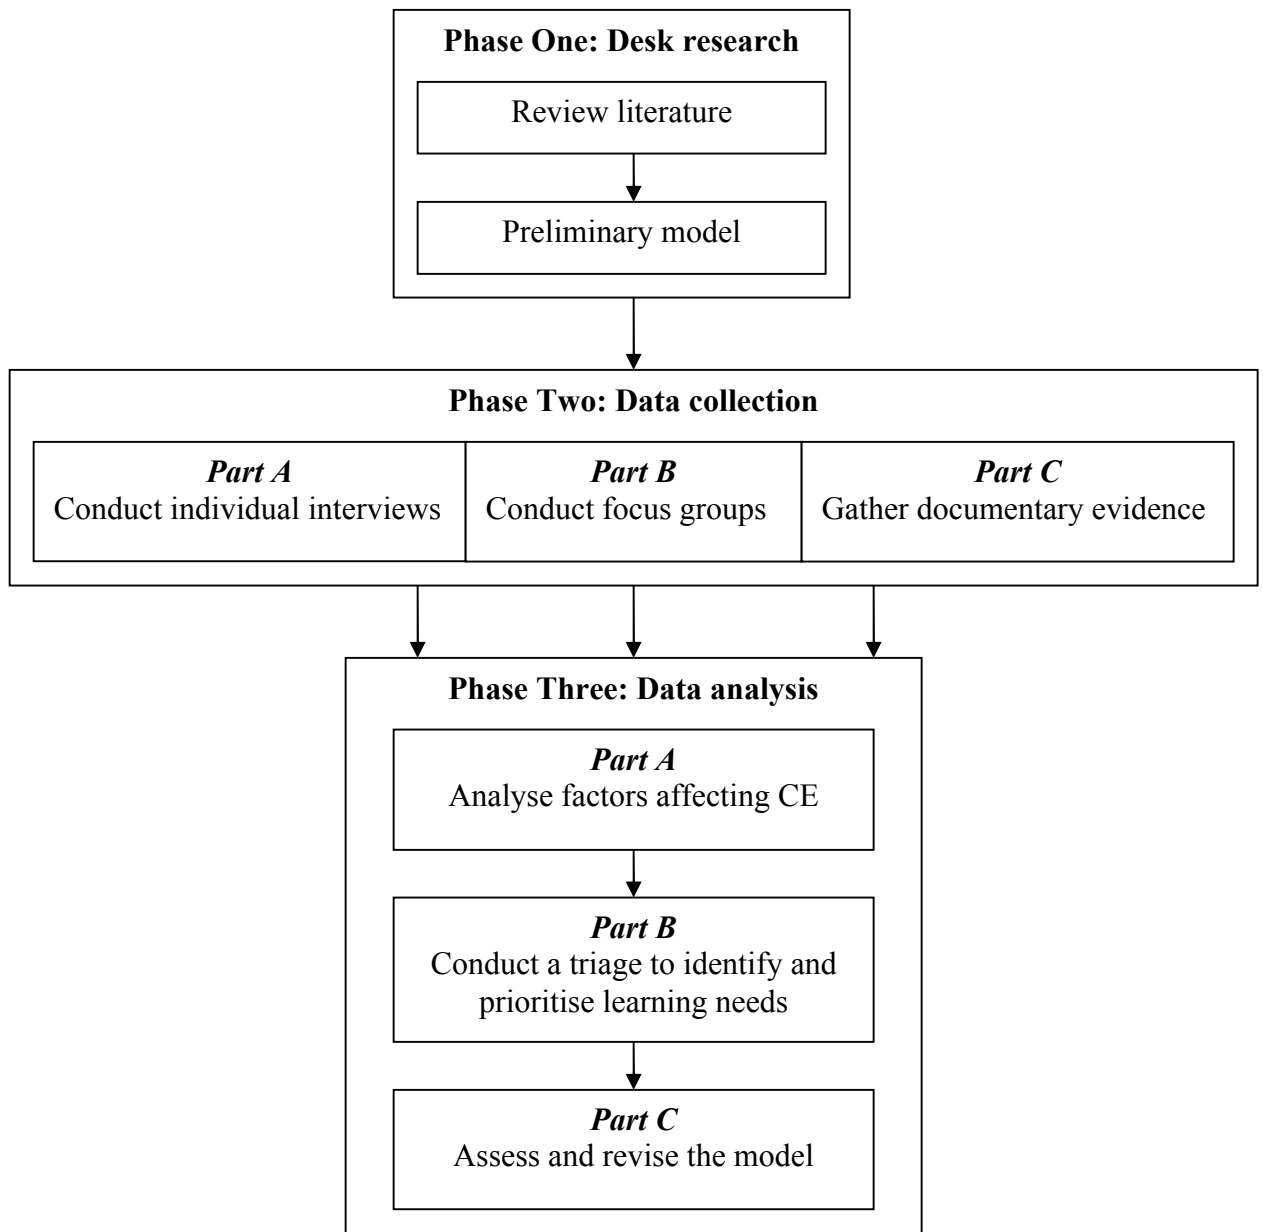 Phase One: Desk research
Review literature
Preliminary model
Phase Two: Data collection
Part A
Conduct individual interviews
Part B
Conduct focus groups
Part C
Gather documentary evidence
Phase Three: Data analysis
Part A
Analyse factors affecting CE
Part B
Conduct a triage to identify and
prioritise learning needs
Part C
Assess and revise the model